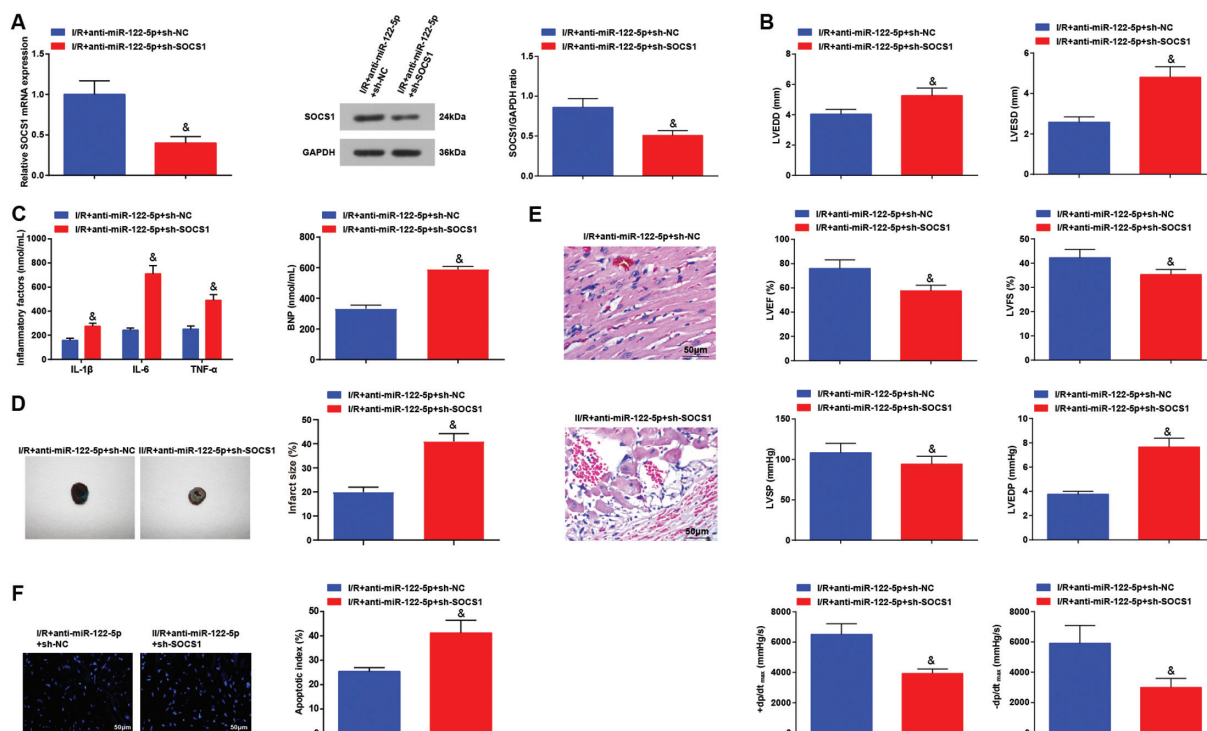 A
I/R+anti-miR-122-5p+sh-NC
I/R+anti-miR-122-5p+sh-SOCS1
Relative SOCS1 mRNA expression
1.5
1.0
0.5
0.0
&
I/R+anti-miR-122-5p
+sh-NC
I/R+anti-miR-122-5p
+sh-SOCS1
SOCS1
24kDa
GAPDH
36kDa
I/R+anti-miR-122-5p+sh-NC
I/R+anti-miR-122-5p+sh-SOCS1
SOCS1/GAPDH ratio
1.5
1.0
0.5
0.0
&
B
I/R+anti-miR-122-5p+sh-NC
I/R+anti-miR-122-5p+sh-SOCS1
LVEDD (mm)
8
6
4
2
0
&
I/R+anti-miR-122-5p+sh-NC
I/R+anti-miR-122-5p+sh-SOCS1
LVESD (mm)
6
4
2
0
&
C
I/R+anti-miR-122-5p+sh-NC
I/R+anti-miR-122-5p+sh-SOCS1
Inflammatory factors (nmol/mL)
1000
800
600
400
200
0
&
&
&
IL-1β
IL-6
TNF-α
I/R+anti-miR-122-5p+sh-NC
I/R+anti-miR-122-5p+sh-SOCS1
BNP (nmol/mL)
800
600
400
200
0
&
E
I/R+anti-miR-122-5p+sh-NC
50μm
II/R+anti-miR-122-5p+sh-SOCS1
50μm
I/R+anti-miR-122-5p+sh-NC
I/R+anti-miR-122-5p+sh-SOCS1
LVEF (%)
100
80
60
40
20
0
&
I/R+anti-miR-122-5p+sh-NC
I/R+anti-miR-122-5p+sh-SOCS1
LVFS (%)
50
40
30
20
10
0
&
D
I/R+anti-miR-122-5p+sh-NC
II/R+anti-miR-122-5p+sh-SOCS1
I/R+anti-miR-122-5p+sh-NC
I/R+anti-miR-122-5p+sh-SOCS1
Infarct size (%)
50
40
30
20
10
0
&
I/R+anti-miR-122-5p+sh-NC
I/R+anti-miR-122-5p+sh-SOCS1
LVSP (mmHg)
150
100
50
0
&
I/R+anti-miR-122-5p+sh-NC
I/R+anti-miR-122-5p+sh-SOCS1
LVEDP (mmHg)
10
8
6
4
2
0
&
F
I/R+anti-miR-122-5p
+sh-NC
50μm
II/R+anti-miR-122-5p
+sh-SOCS1
50μm
I/R+anti-miR-122-5p+sh-NC
I/R+anti-miR-122-5p+sh-SOCS1
Apoptotic index (%)
50
40
30
20
10
0
&
I/R+anti-miR-122-5p+sh-NC
I/R+anti-miR-122-5p+sh-SOCS1
+dp/dt max (mmHg/s)
8000
6000
4000
2000
0
&
I/R+anti-miR-122-5p+sh-NC
I/R+anti-miR-122-5p+sh-SOCS1
-dp/dt max (mmHg/s)
8000
6000
4000
2000
0
&